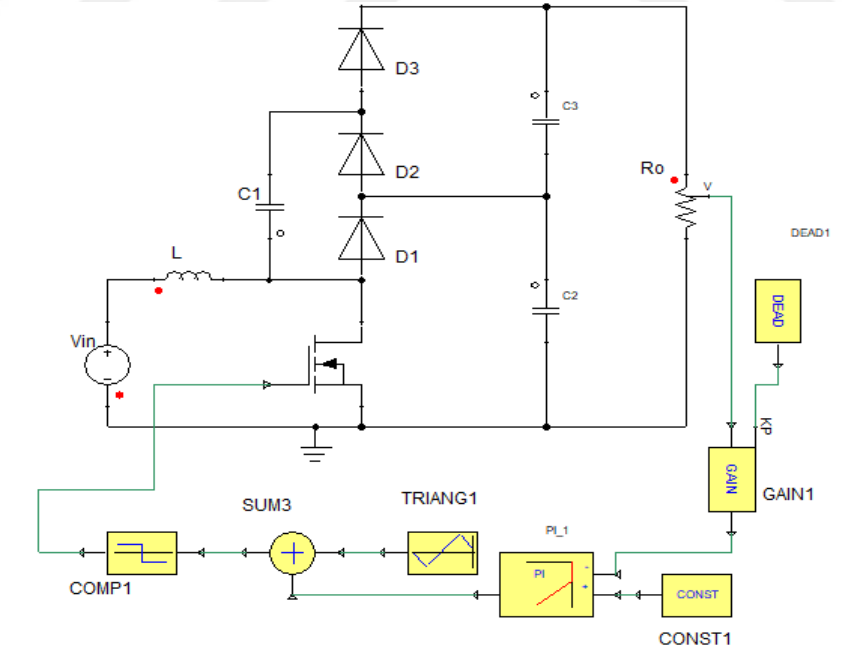 D3
C3
D2
Ro
V
C1
DEAD1
L
D1
C2
DEAD
Vin
+
-
KP
GAIN
GAIN1
SUM3
TRIANG1
PI_1
+
PI
-
+
CONST
COMP1
CONST1